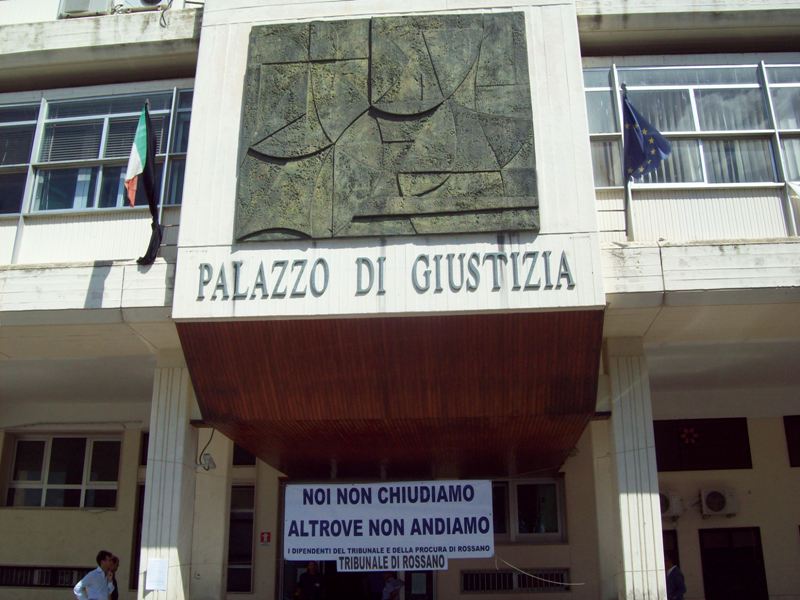 PALAZZO DI GIUSTIZIA
NOI NON CHIUDIAMO
ALTROVE NON ANDIAMO
I DIPENDENTI DEL TRIBUNALE E DELLA PROCURA DI ROSSANO
TRIBUNALE DI ROSSANO